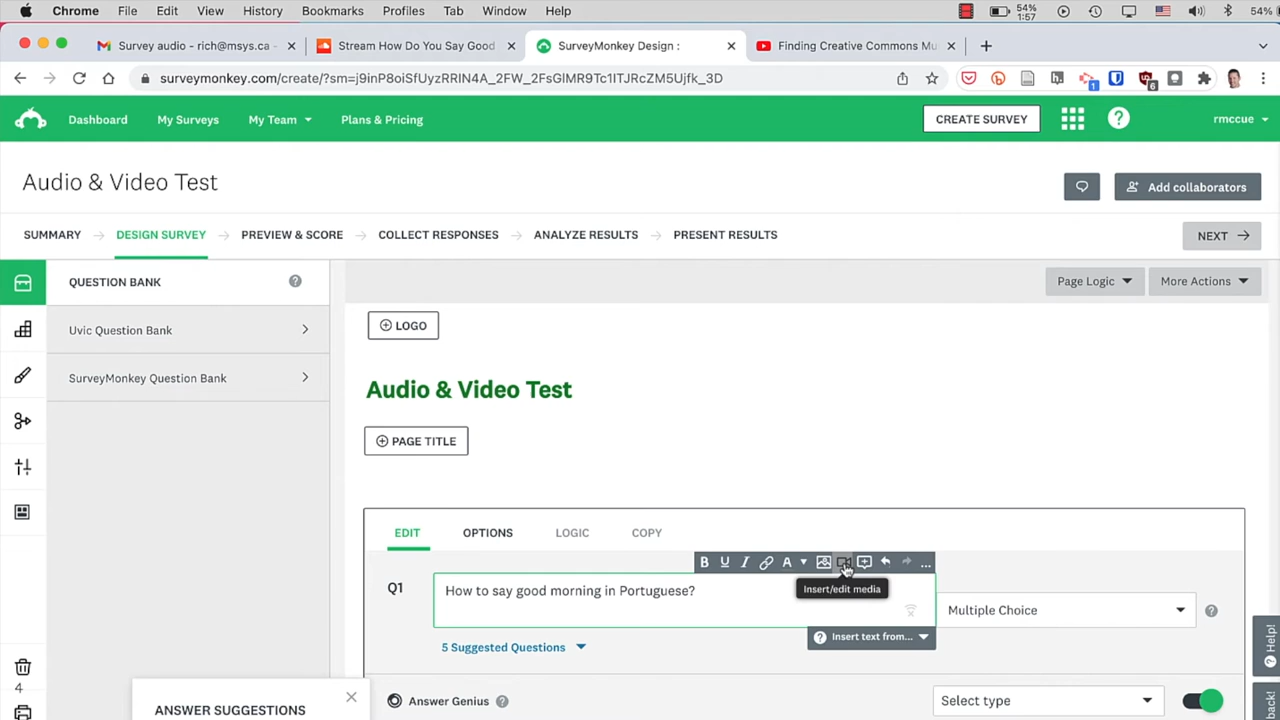 Chrome File Edit View History Bookmarks Profiles Tab Window Help 54% 1:57 54%
Survey audio - rich@msys.ca - Stream How Do You Say Good SurveyMonkey Design : Finding Creative Commons Mu
surveymonkey.com/create/?sm=j9inP8oiSfUyzRRIN4A_2FW_2FsGIMR9Tc1ITJRcZM5Ujfk_3D 1 6
Dashboard My Surveys My Team Plans & Pricing CREATE SURVEY ? rmccue
Audio & Video Test
Add collaborators
SUMMARY DESIGN SURVEY PREVIEW & SCORE COLLECT RESPONSES ANALYZE RESULTS PRESENT RESULTS NEXT
QUESTION BANK ?
Page Logic More Actions
Uvic Question Bank
LOGO
SurveyMonkey Question Bank
Audio & Video Test
PAGE TITLE
EDIT OPTIONS LOGIC COPY
B U I A ...
Q1 How to say good morning in Portuguese?
Insert/edit media
Multiple Choice ?
? Insert text from...
5 Suggested Questions
? Help!
4
ANSWER SUGGESTIONS
Answer Genius ? Select type
back!